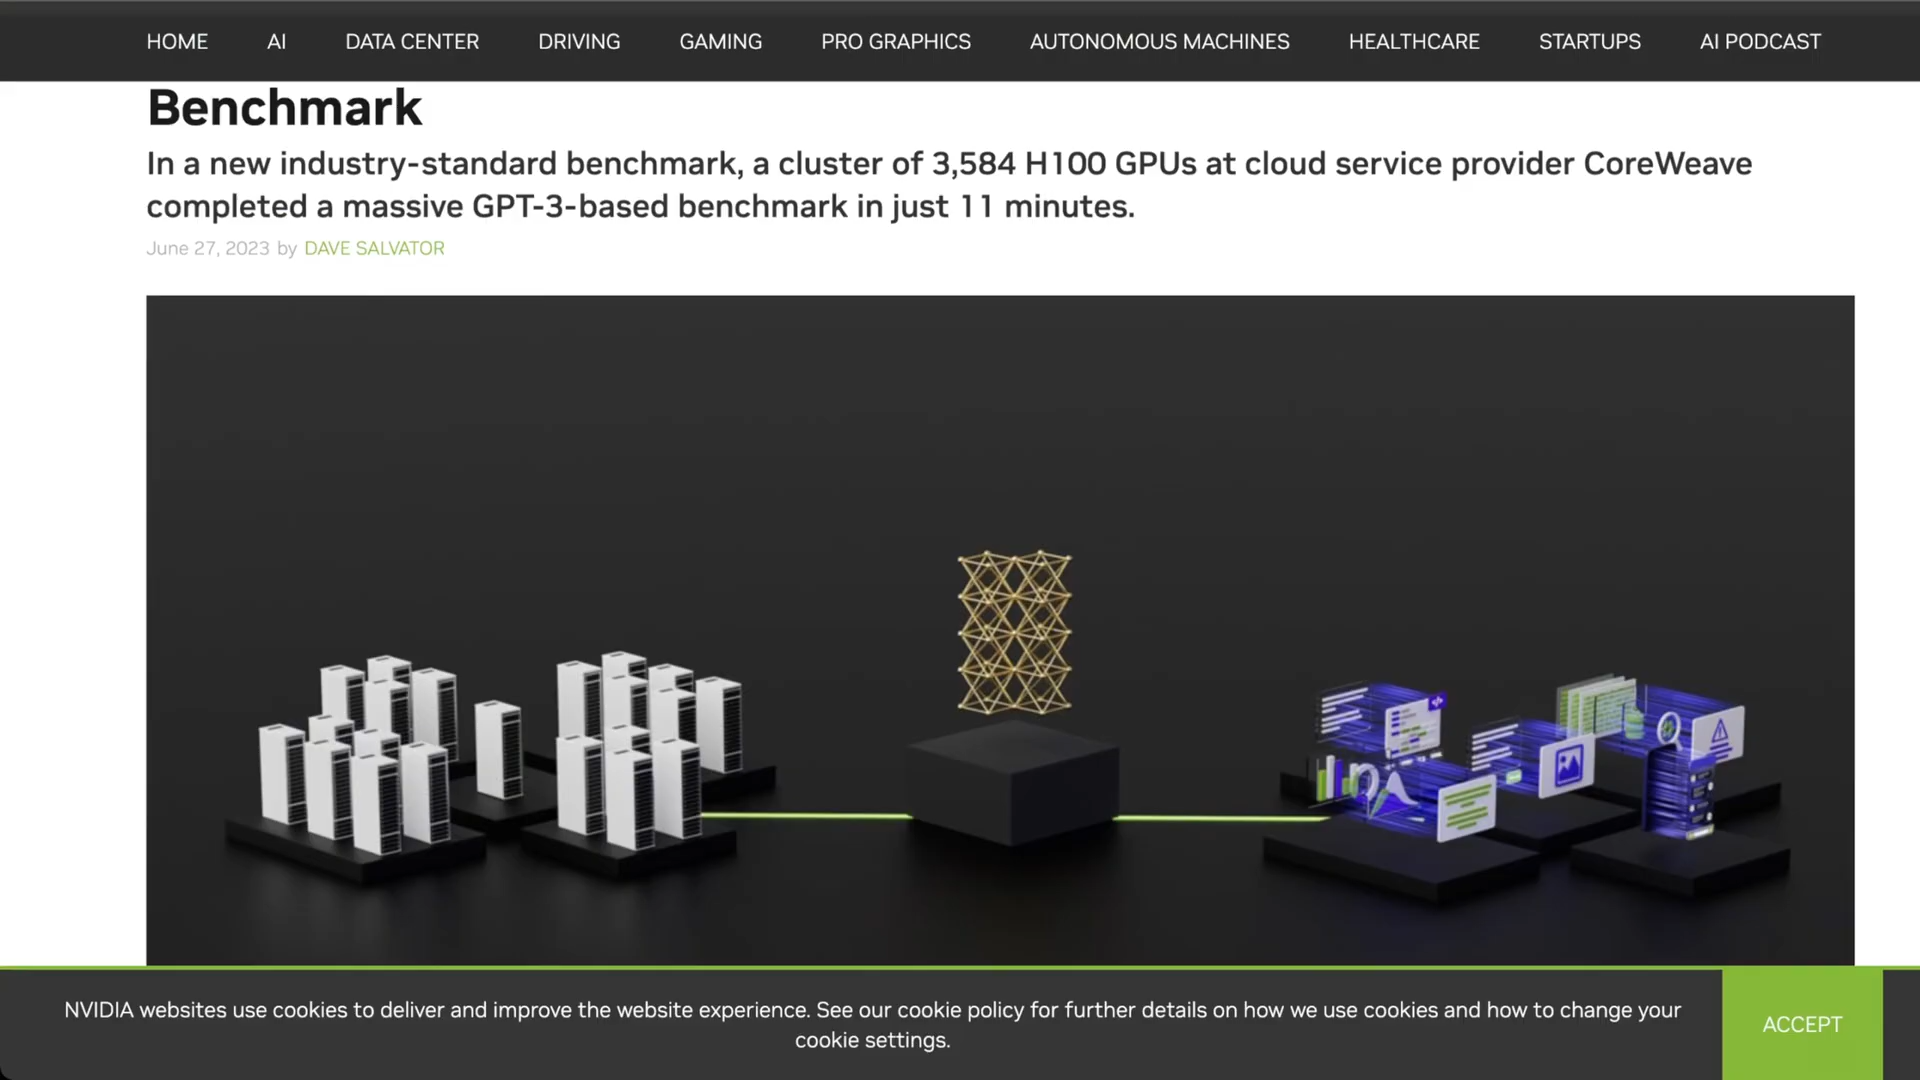 HOME AI DATA CENTER DRIVING GAMING PRO GRAPHICS AUTONOMOUS MACHINES HEALTHCARE STARTUPS AI PODCAST
Benchmark
In a new industry-standard benchmark, a cluster of 3,584 H100 GPUs at cloud service provider CoreWeave
completed a massive GPT-3-based benchmark in just 11 minutes.
June 27, 2023 by DAVE SALVATOR
NVIDIA websites use cookies to deliver and improve the website experience. See our cookie policy for further details on how we use cookies and how to change your
cookie settings.
ACCEPT